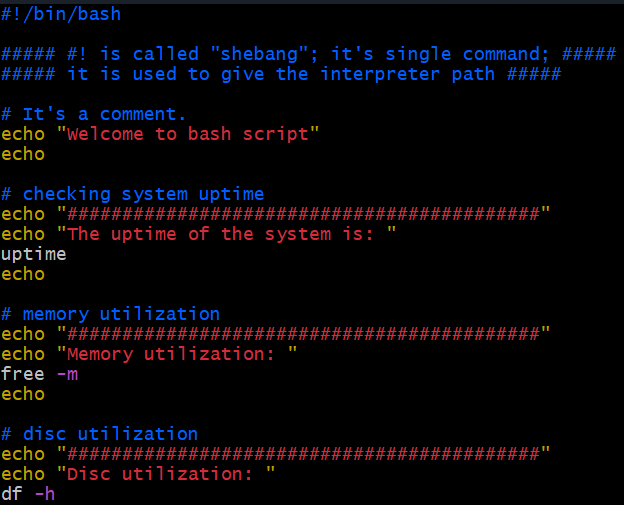 #!/bin/bash
##### #! is called "shebang"; it's single command; #####
##### it is used to give the interpreter path #####
# It's a comment.
echo "Welcome to bash script"
echo
# checking system uptime
echo "###########################################"
echo "The uptime of the system is: "
uptime
echo
# memory utilization
echo "###########################################"
echo "Memory utilization: "
free -m
echo
# disc utilization
echo "###########################################"
echo "Disc utilization: "
df -h